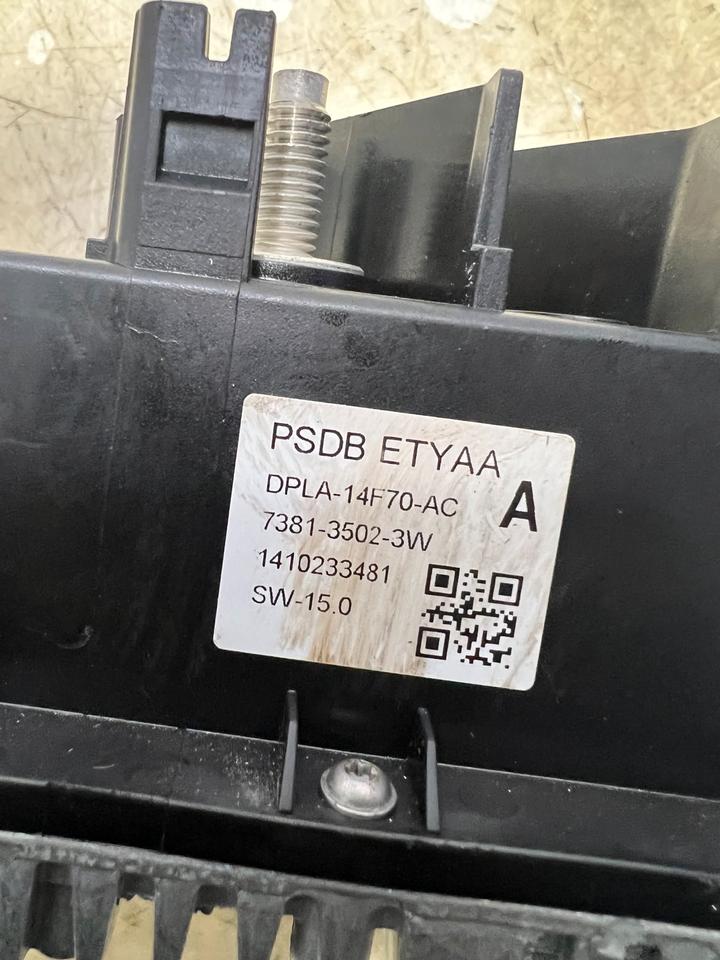 PSDB ETYAA
DPLA-14F70-AC
A
7381-3502-3W
1410233481
SW-15.0